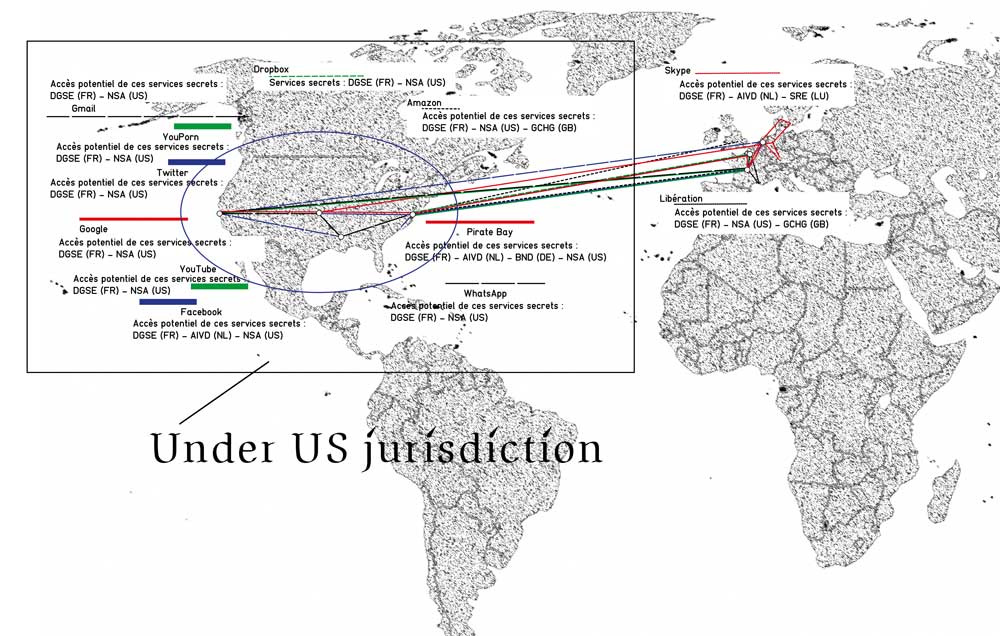 Dropbox
Services secrets : DGSE (FR) – NSA (US)
Accès potentiel de ces services secrets :
DGSE (FR) – NSA (US)
Gmail
Amazon
Accès potentiel de ces services secrets :
DGSE (FR) – NSA (US) – GCHG (GB)
Skype
Accès potentiel de ces services secrets :
DGSE (FR) – AIVD (NL) – SRE (LU)
YouPorn
Accès potentiel de ces services secrets :
DGSE (FR) – NSA (US)
Twitter
Accès potentiel de ces services secrets :
DGSE (FR) – NSA (US)
Libération
Accès potentiel de ces services secrets :
DGSE (FR) – NSA (US) – GCHG (GB)
Google
Accès potentiel de ces services secrets :
DGSE (FR) – NSA (US)
Pirate Bay
Accès potentiel de ces services secrets :
DGSE (FR) – AIVD (NL) – BND (DE) – NSA (US)
YouTube
Accès potentiel de ces services secrets :
DGSE (FR) – NSA (US)
WhatsApp
Accès potentiel de ces services secrets :
DGSE (FR) – NSA (US)
Facebook
Accès potentiel de ces services secrets :
DGSE (FR) – AIVD (NL) – NSA (US)
Under US jurisdiction